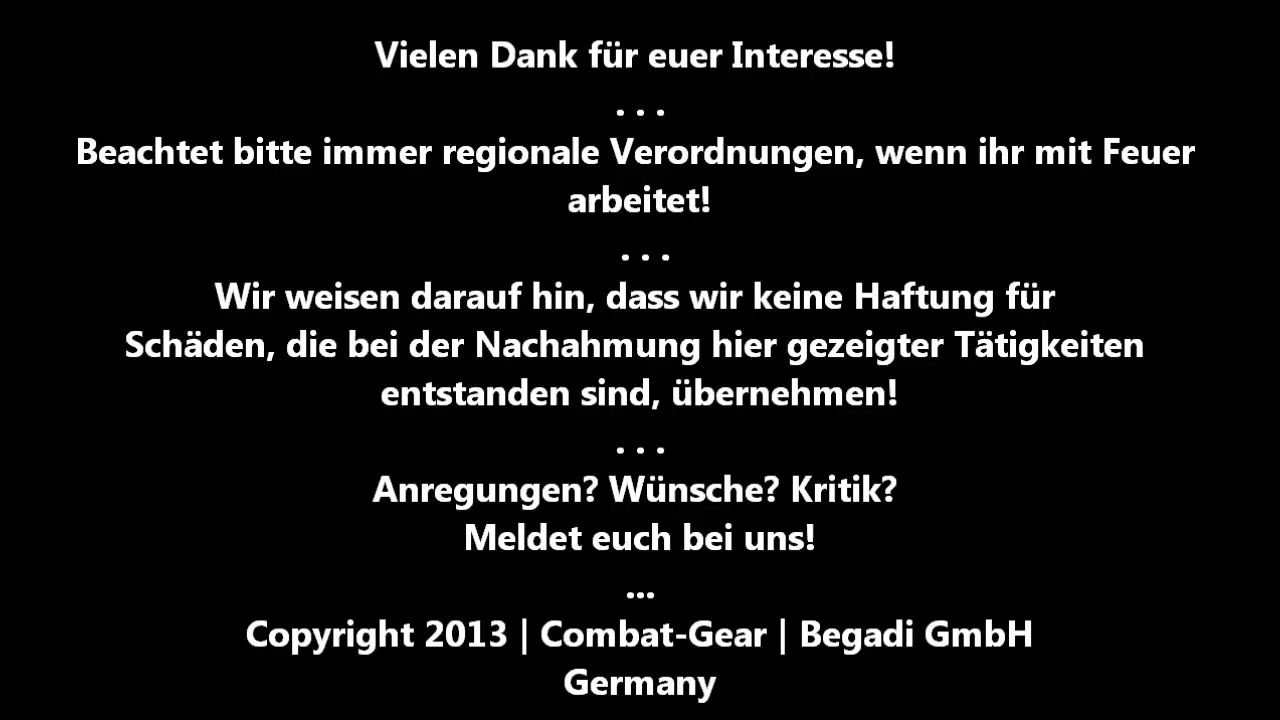 Vielen Dank für euer Interesse!
. . .
Beachtet bitte immer regionale Verordnungen, wenn ihr mit Feuer
arbeitet!
. . .
Wir weisen darauf hin, dass wir keine Haftung für
Schäden, die bei der Nachahmung hier gezeigter Tätigkeiten
entstanden sind, übernehmen!
. . .
Anregungen? Wünsche? Kritik?
Meldet euch bei uns!
...
Copyright 2013 | Combat-Gear | Begadi GmbH
Germany